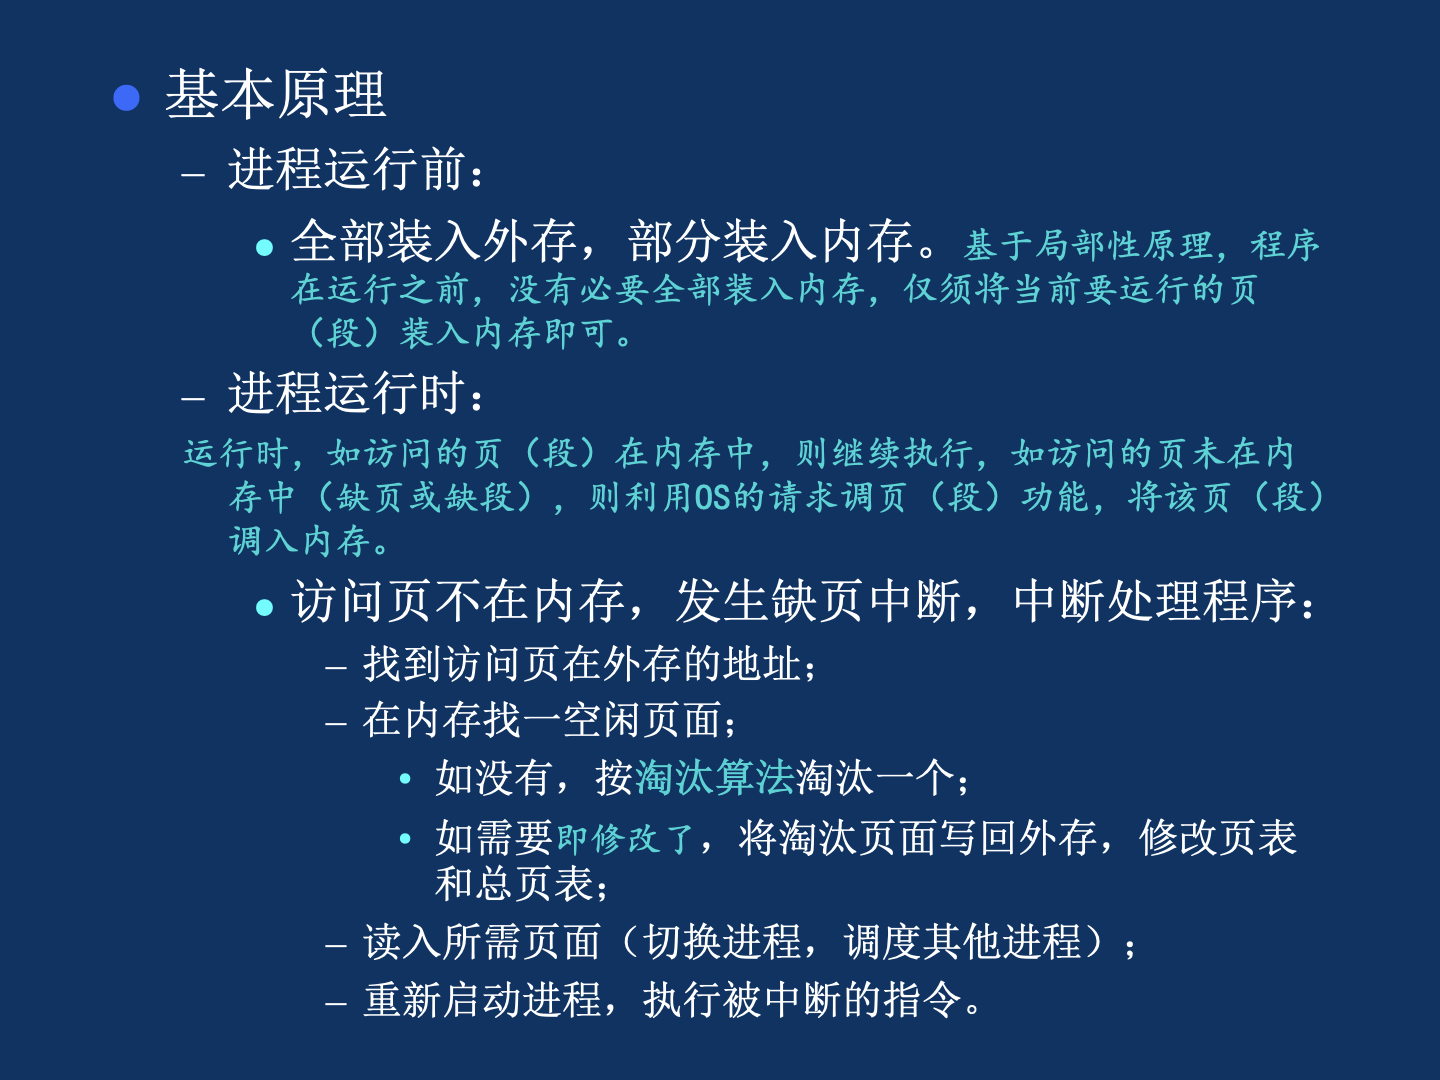 ● 基本原理
– 进程运行前：
● 全部装入外存，部分装入内存。基于局部性原理，程序
在运行之前，没有必要全部装入内存，仅须将当前要运行的页
（段）装入内存即可。
– 进程运行时：
运行时，如访问的页（段）在内存中，则继续执行，如访问的页未在内
存中（缺页或缺段），则利用OS的请求调页（段）功能，将该页（段）
调入内存。
● 访问页不在内存，发生缺页中断，中断处理程序：
– 找到访问页在外存的地址；
– 在内存找一空闲页面；
• 如没有，按淘汰算法淘汰一个；
• 如需要即修改了，将淘汰页面写回外存，修改页表
和总页表；
– 读入所需页面（切换进程，调度其他进程）；
– 重新启动进程，执行被中断的指令。